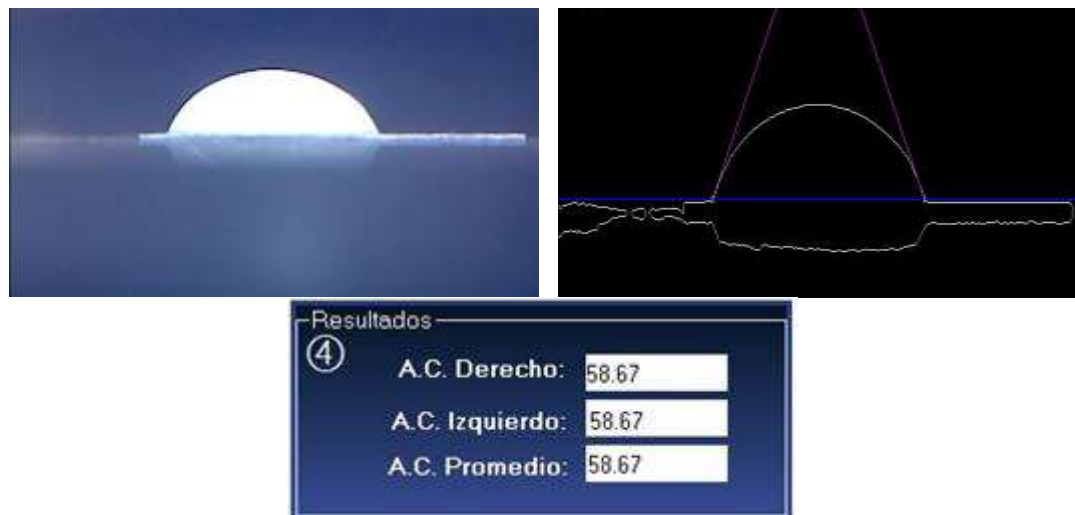 Resultados
④
A.C. Derecho: 58.67
A.C. Izquierdo: 58.67
A.C. Promedio: 58.67